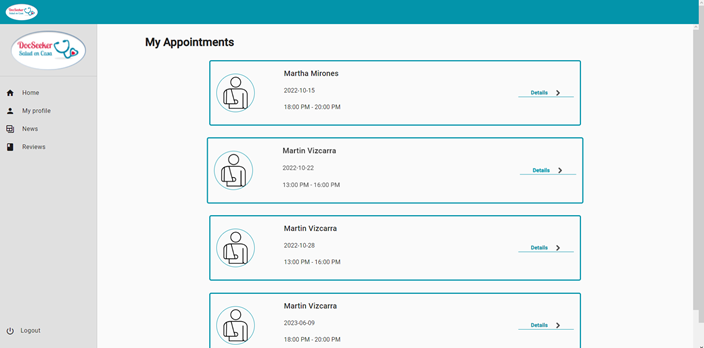 DocSeeker
Salud en Casa
DocSeeker
Salud en Casa
Home
My profile
News
Reviews
Logout
My Appointments
Martha Mirones
2022-10-15
18:00 PM - 20:00 PM
Details
Martin Vizcarra
2022-10-22
13:00 PM - 16:00 PM
Details
Martin Vizcarra
2022-10-28
13:00 PM - 16:00 PM
Details
Martin Vizcarra
2023-06-09
18:00 PM - 20:00 PM
Details